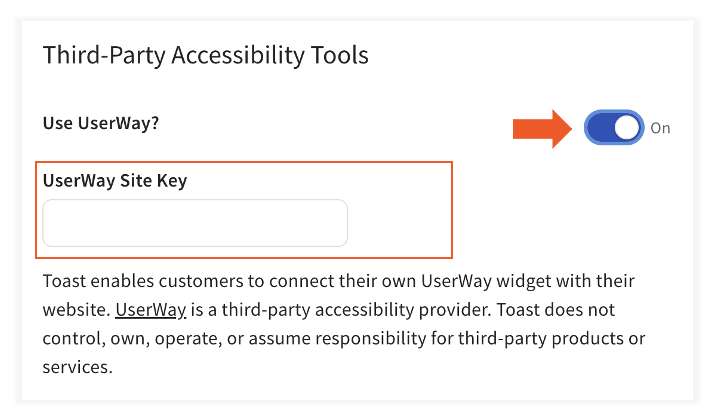 Third-Party Accessibility Tools
Use UserWay?
On
UserWay Site Key
Toast enables customers to connect their own UserWay widget with their
website. UserWay is a third-party accessibility provider. Toast does not
control, own, operate, or assume responsibility for third-party products or
services.